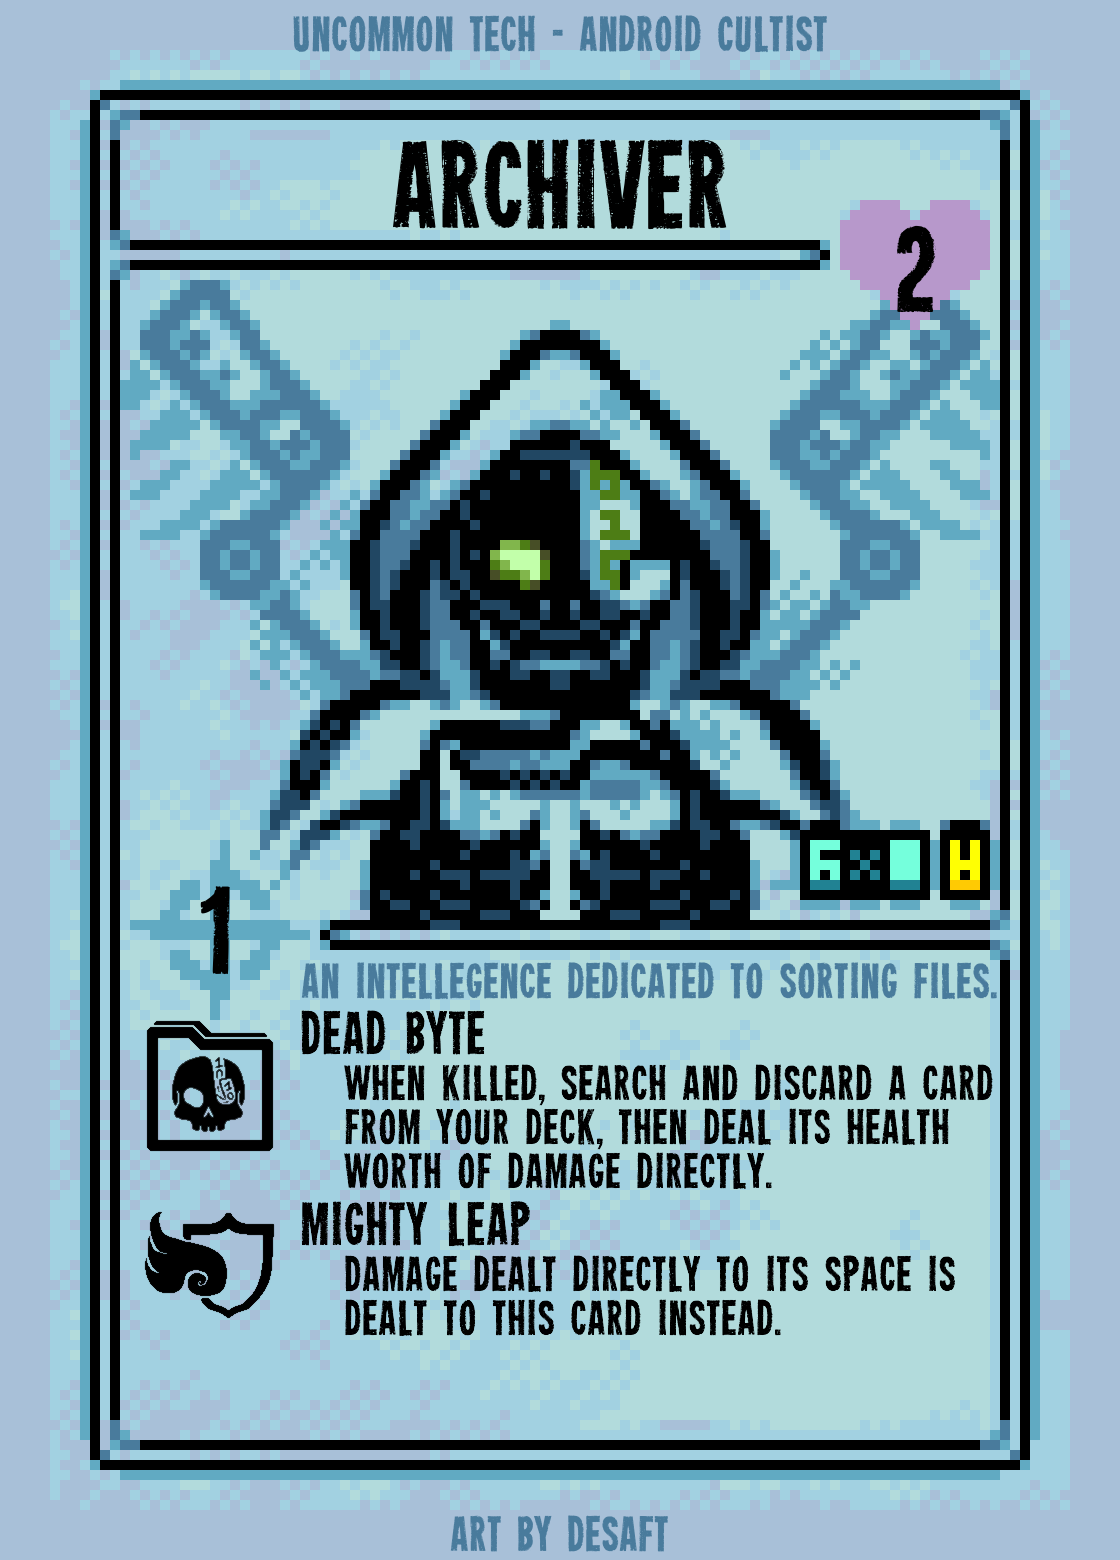 UNCOMMON TECH - ANDROID CULTIST
ARCHIVER
2
6x
1
AN INTELLEGENCE DEDICATED TO SORTING FILES.
DEAD BYTE
WHEN KILLED, SEARCH AND DISCARD A CARD
FROM YOUR DECK, THEN DEAL ITS HEALTH
WORTH OF DAMAGE DIRECTLY.
MIGHTY LEAP
DAMAGE DEALT DIRECTLY TO ITS SPACE IS
DEALT TO THIS CARD INSTEAD.
ART BY DESAFT